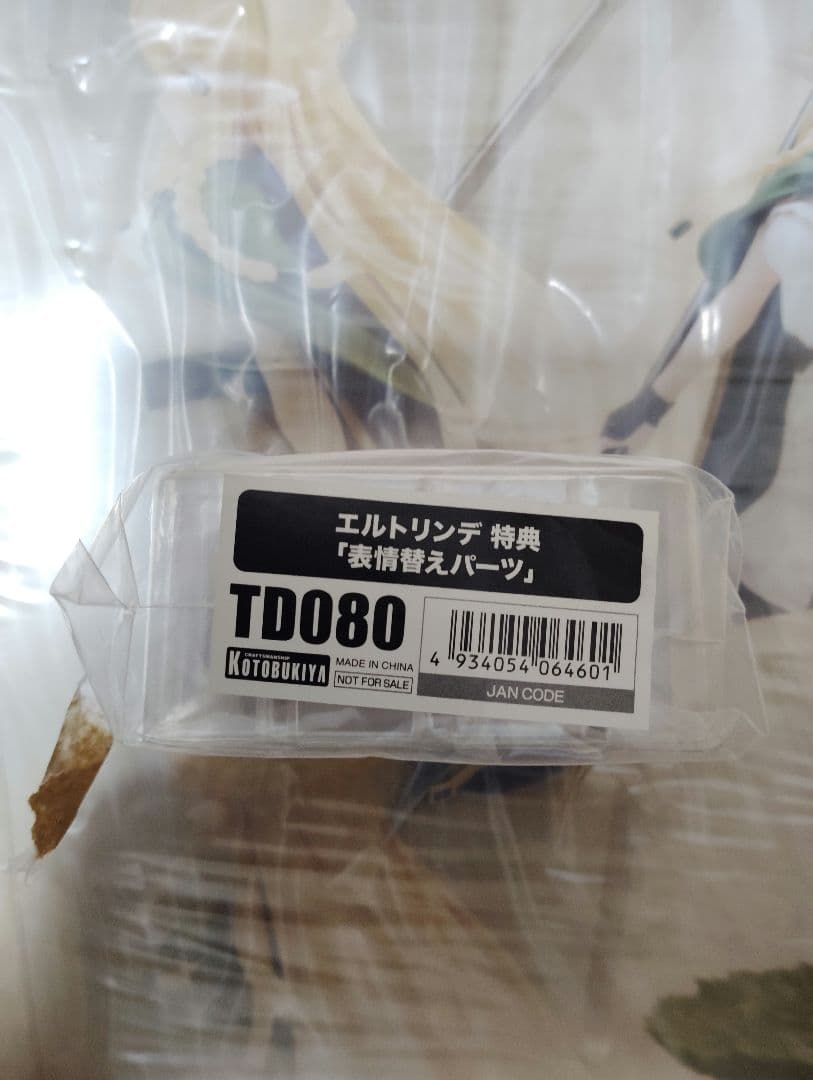 エルトリンデ 特典
「表情替えパーツ」
TD080
CRAFTSMANSHIP
KOTOBUKIYA
MADE IN CHINA
NOT FOR SALE
4 934054 064601
JAN CODE